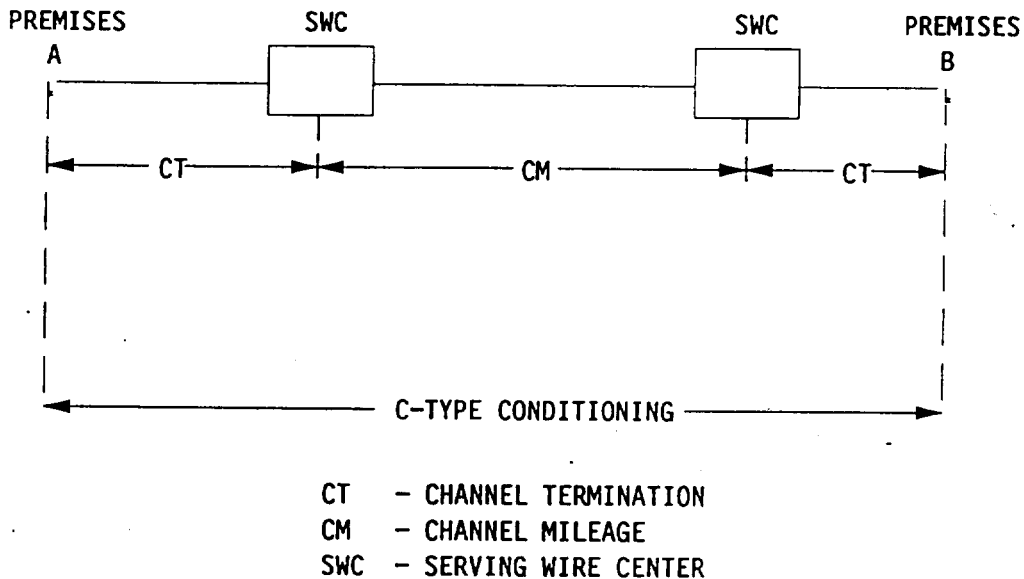 PREMISES SWC SWC PREMISES
A B
CT CM CT
C-TYPE CONDITIONING
CT - CHANNEL TERMINATION
CM - CHANNEL MILEAGE
SWC - SERVING WIRE CENTER